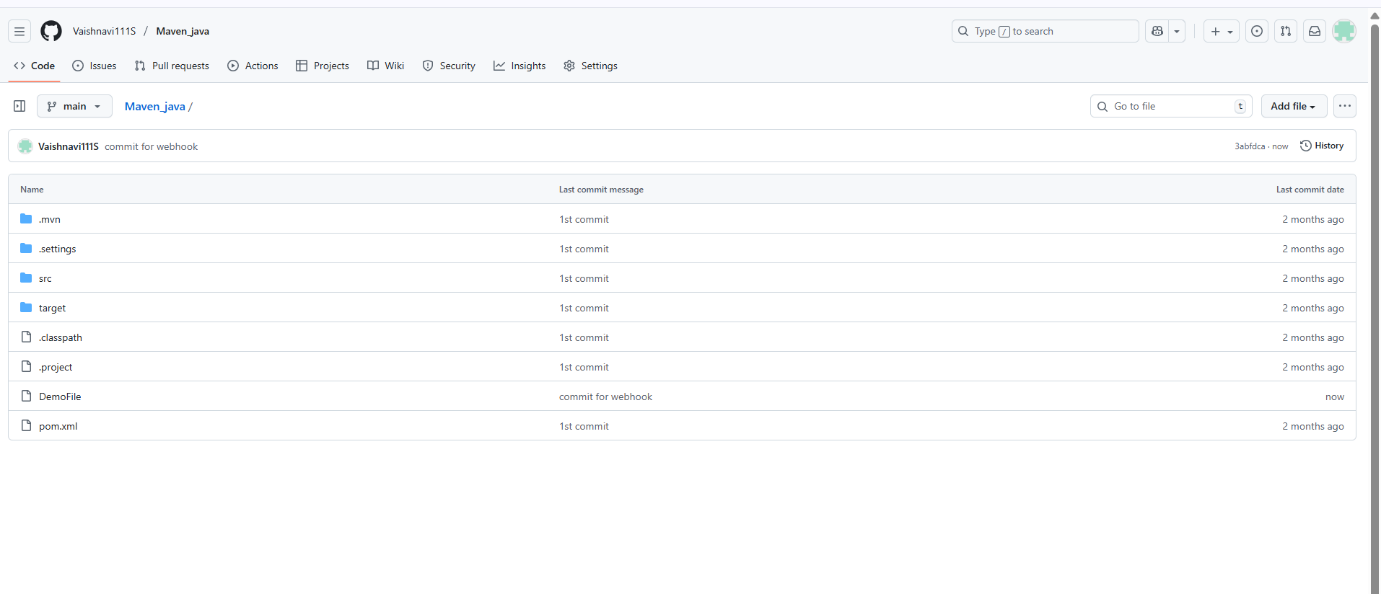 Vaishnavi111S / Maven_java
Type / to search
Code Issues Pull requests Actions Projects Wiki Security Insights Settings
main Maven_java / Go to file t Add file
Vaishnavi111S commit for webhook 3abfdca · now History
Name Last commit message Last commit date
.mvn 1st commit 2 months ago
.settings 1st commit 2 months ago
src 1st commit 2 months ago
target 1st commit 2 months ago
.classpath 1st commit 2 months ago
.project 1st commit 2 months ago
DemoFile commit for webhook now
pom.xml 1st commit 2 months ago